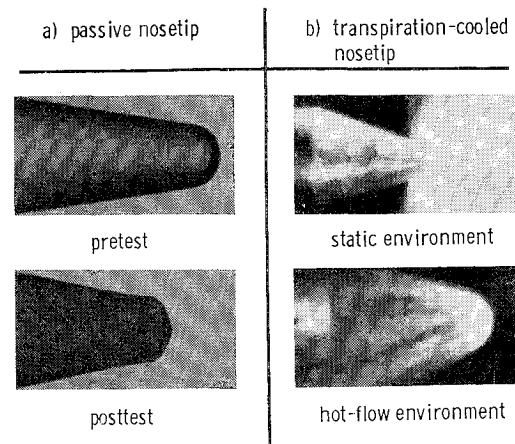 a) passive nosetip
b) transpiration-cooled
nosetip
pretest
static environment
posttest
hot-flow environment